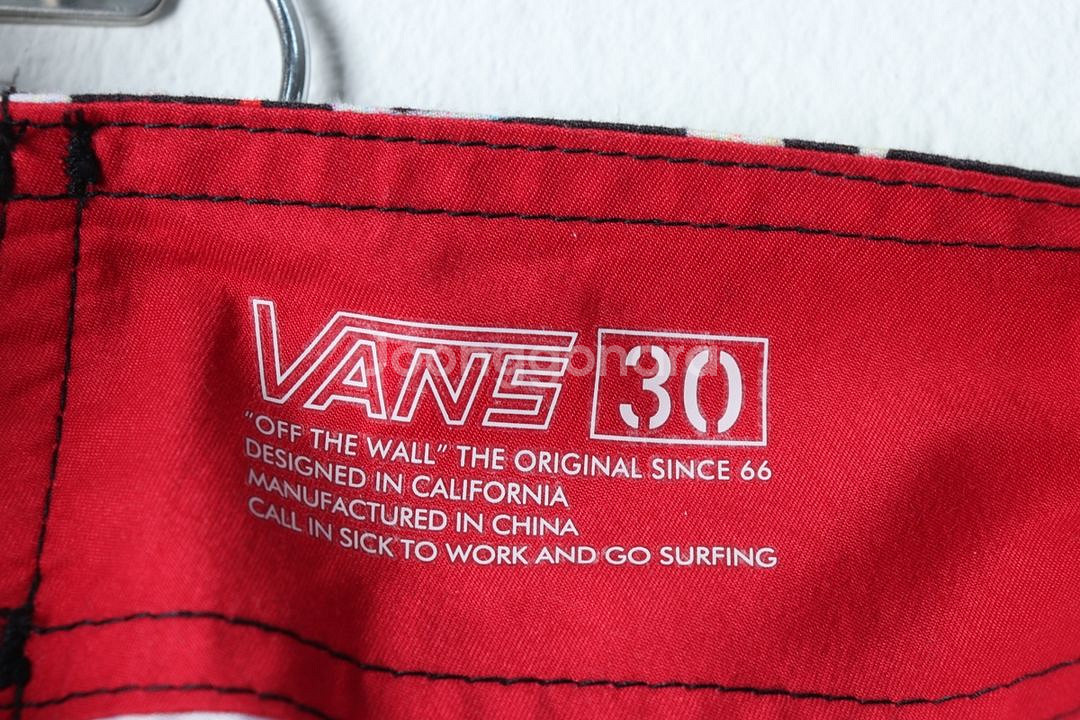 VANS 30
"OFF THE WALL" THE ORIGINAL SINCE 66
DESIGNED IN CALIFORNIA
MANUFACTURED IN CHINA
CALL IN SICK TO WORK AND GO SURFING